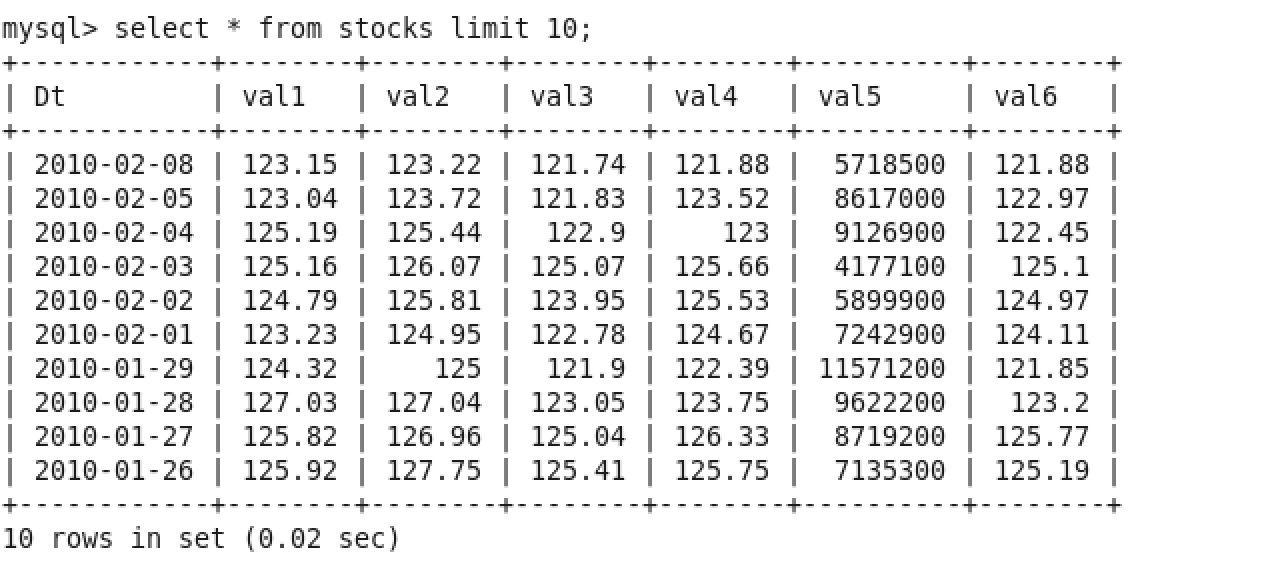 mysql> select * from stocks limit 10;
+------------+--------+--------+--------+--------+----------+--------+
| Dt         | val1   | val2   | val3   | val4   | val5     | val6   |
+------------+--------+--------+--------+--------+----------+--------+
| 2010-02-08 | 123.15 | 123.22 | 121.74 | 121.88 |  5718500 | 121.88 |
| 2010-02-05 | 123.04 | 123.72 | 121.83 | 123.52 |  8617000 | 122.97 |
| 2010-02-04 | 125.19 | 125.44 |  122.9 |    123 |  9126900 | 122.45 |
| 2010-02-03 | 125.16 | 126.07 | 125.07 | 125.66 |  4177100 |  125.1 |
| 2010-02-02 | 124.79 | 125.81 | 123.95 | 125.53 |  5899900 | 124.97 |
| 2010-02-01 | 123.23 | 124.95 | 122.78 | 124.67 |  7242900 | 124.11 |
| 2010-01-29 | 124.32 |    125 |  121.9 | 122.39 | 11571200 | 121.85 |
| 2010-01-28 | 127.03 | 127.04 | 123.05 | 123.75 |  9622200 |  123.2 |
| 2010-01-27 | 125.82 | 126.96 | 125.04 | 126.33 |  8719200 | 125.77 |
| 2010-01-26 | 125.92 | 127.75 | 125.41 | 125.75 |  7135300 | 125.19 |
+------------+--------+--------+--------+--------+----------+--------+
10 rows in set (0.02 sec)